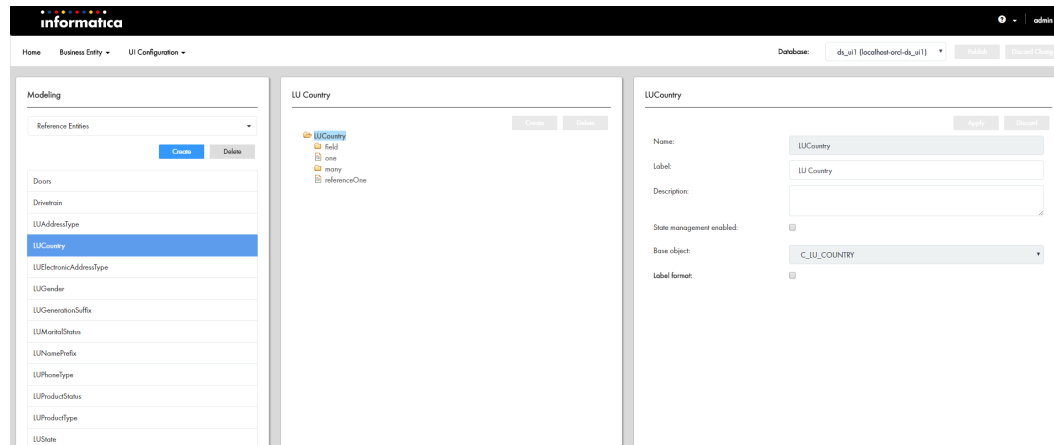 informatica
admin
Home Business Entity UI Configuration
Database: ds_ui1 (localhost-orcl-ds_ui1) Publish Discard Chang
Modeling
Reference Entities
Create Delete
Doors
Drivetrain
LUAddressType
LUCountry
LUElectronicAddressType
LUGender
LUGenerationSuffix
LUMaritalStatus
LUNamePrefix
LUPhoneType
LUProductStatus
LUProductType
LUState
LU Country
Create Delete
LUCountry
field
one
many
referenceOne
LUCountry
Apply Discard
Name: LUCountry
Label: LU Country
Description:
State management enabled:
Base object: C_LU_COUNTRY
Label format: